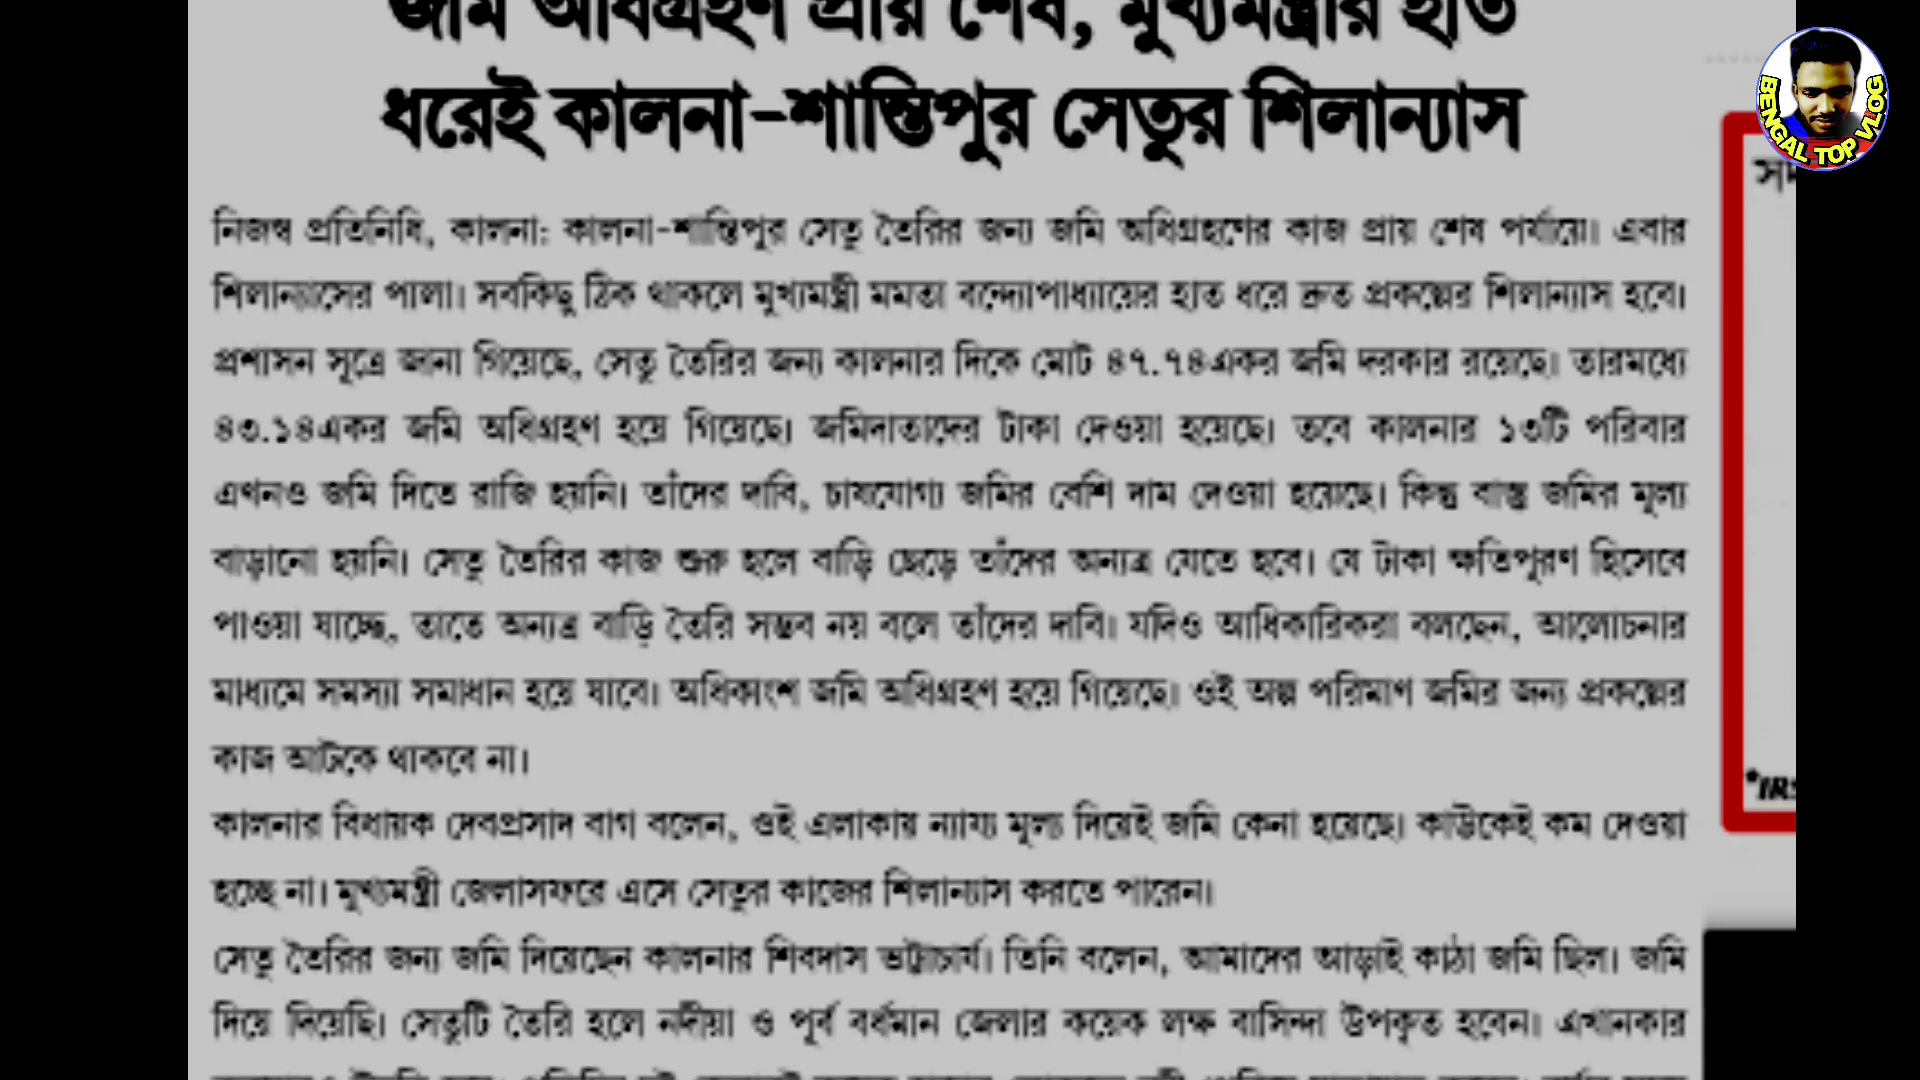 জমি অধিগ্রহণ প্রায় শেষ, মুখ্যমন্ত্রীর হাত
ধরেই কালনা-শান্তিপুর সেতুর শিলান্যাস
নিজস্ব প্রতিনিধি, কালনা: কালনা-শান্তিপুর সেতু তৈরির জন্য জমি অধিগ্রহণের কাজ প্রায় শেষ পর্যায়ে। এবার
শিলান্যাসের পালা। সবকিছু ঠিক থাকলে মুখ্যমন্ত্রী মমতা বন্দ্যোপাধ্যায়ের হাত ধরে দ্রুত প্রকল্পের শিলান্যাস হবে।
প্রশাসন সূত্রে জানা গিয়েছে, সেতু তৈরির জন্য কালনার দিকে মোট ৪৭.৭৪একর জমি দরকার রয়েছে। তারমধ্যে
৪৩.১৪একর জমি অধিগ্রহণ হয়ে গিয়েছে। জমিদাতাদের টাকা দেওয়া হয়েছে। তবে কালনার ১৩টি পরিবার
এখনও জমি দিতে রাজি হয়নি। তাঁদের দাবি, চাষযোগ্য জমির বেশি দাম দেওয়া হয়েছে। কিন্তু বাস্তু জমির মূল্য
বাড়ানো হয়নি। সেতু তৈরির কাজ শুরু হলে বাড়ি ছেড়ে তাঁদের অন্যত্র যেতে হবে। যে টাকা ক্ষতিপূরণ হিসেবে
পাওয়া যাচ্ছে, তাতে অন্যত্র বাড়ি তৈরি সম্ভব নয় বলে তাঁদের দাবি। যদিও আধিকারিকরা বলছেন, আলোচনার
মাধ্যমে সমস্যা সমাধান হয়ে যাবে। অধিকাংশ জমি অধিগ্রহণ হয়ে গিয়েছে। ওই অল্প পরিমাণ জমির জন্য প্রকল্পের
কাজ আটকে থাকবে না।
কালনার বিধায়ক দেবপ্রসাদ বাগ বলেন, ওই এলাকায় ন্যায্য মূল্য দিয়েই জমি কেনা হয়েছে। কাউকেই কম দেওয়া
হচ্ছে না। মুখ্যমন্ত্রী জেলাসফরে এসে সেতুর কাজের শিলান্যাস করতে পারেন।
সেতু তৈরির জন্য জমি দিয়েছেন কালনার শিবদাস ভট্টাচার্য। তিনি বলেন, আমাদের আড়াই কাঠা জমি ছিল। জমি
দিয়ে দিয়েছি। সেতুটি তৈরি হলে নদীয়া ও পূর্ব বর্ধমান জেলার কয়েক লক্ষ বাসিন্দা উপকৃত হবেন। এখানকার
BENGAL TOP VLOG